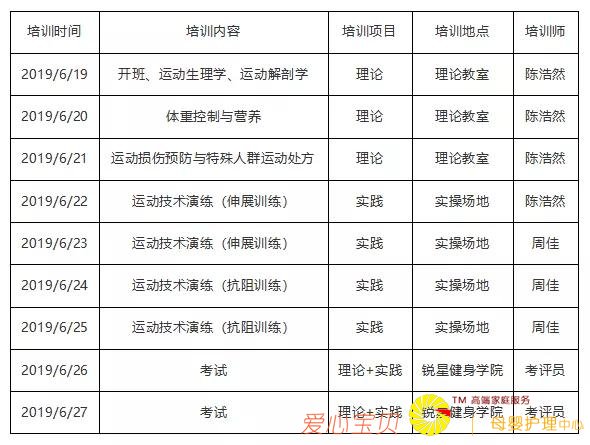 培训时间 培训内容 培训项目 培训地点 培训师
2019/6/19 开班、运动生理学、运动解剖学 理论 理论教室 陈浩然
2019/6/20 体重控制与营养 理论 理论教室 陈浩然
2019/6/21 运动损伤预防与特殊人群运动处方 理论 理论教室 陈浩然
2019/6/22 运动技术演练（伸展训练） 实践 实操场地 陈浩然
2019/6/23 运动技术演练（伸展训练） 实践 实操场地 周佳
2019/6/24 运动技术演练（抗阻训练） 实践 实操场地 周佳
2019/6/25 运动技术演练（抗阻训练） 实践 实操场地 周佳
2019/6/26 考试 理论+实践 锐星健身学院 考评员
2019/6/27 考试 理论+实践 锐星健身学院 考评员
TM 高端家庭服务
爱心宝贝 母婴护理中心